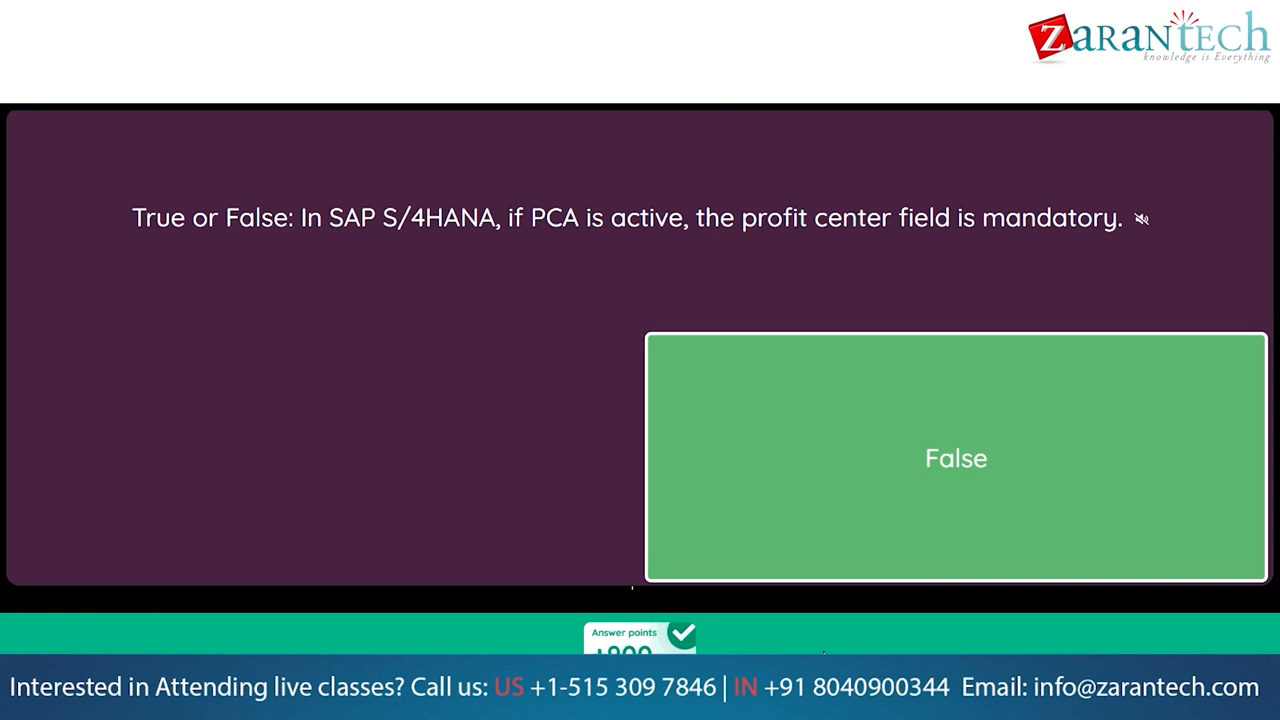 ZARANTECH
knowledge is Everything
True or False: In SAP S/4HANA, if PCA is active, the profit center field is mandatory.
False
Answer points
Interested in Attending live classes? Call us: US +1-515 309 7846 | IN +91 8040900344 Email: info@zarantech.com